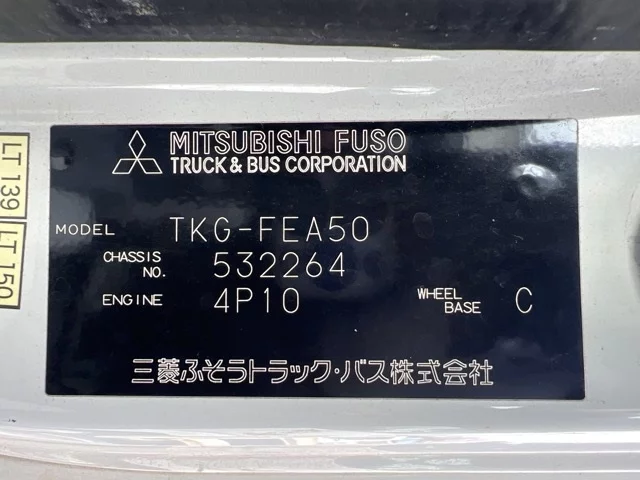 MITSUBISHI FUSO
TRUCK & BUS CORPORATION
MODEL TKG-FEA50
CHASSIS NO. 532264
ENGINE 4P10 WHEEL BASE C
三菱ふそうトラック・バス株式会社
LT 139
LT 150